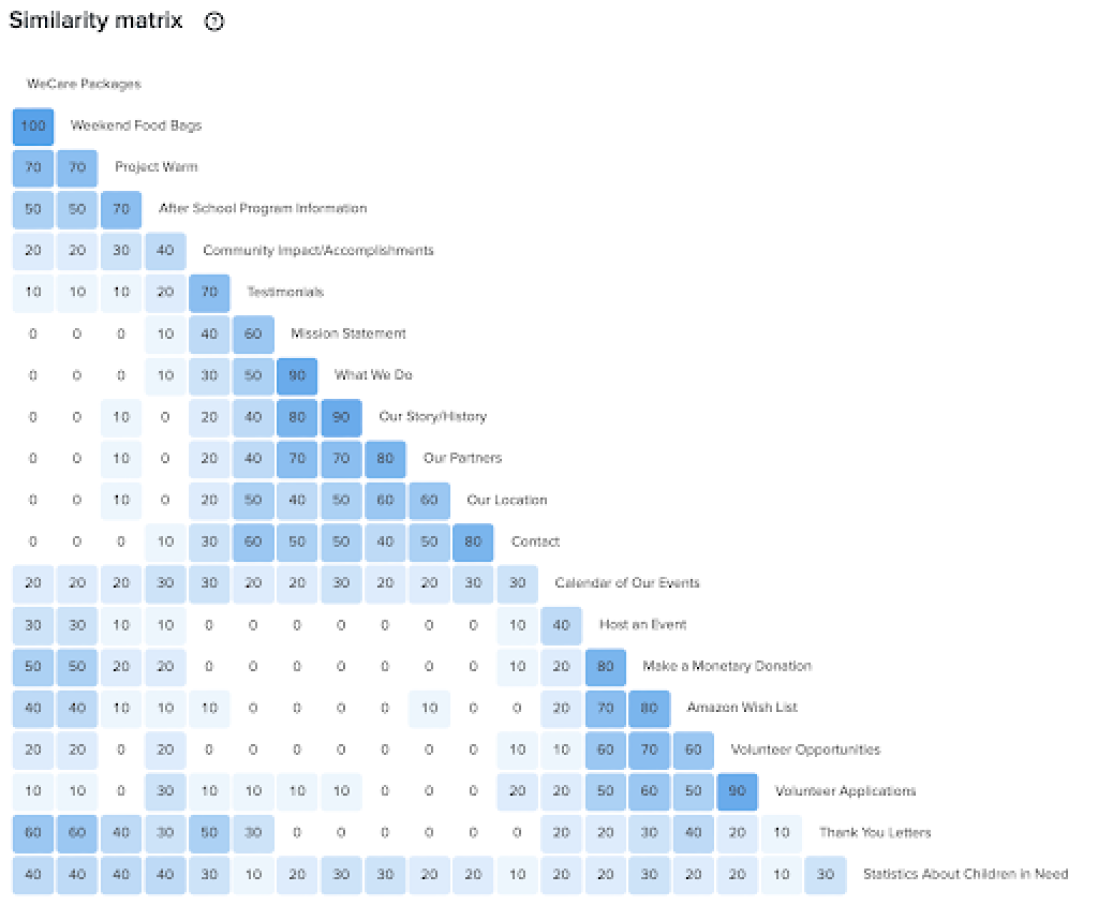 Similarity matrix ?
WeCare Packages
100 Weekend Food Bags
70 70 Project Warm
50 50 70 After School Program Information
20 20 30 40 Community Impact/Accomplishments
10 10 10 20 70 Testimonials
0 0 0 10 40 60 Mission Statement
0 0 0 10 30 50 90 What We Do
0 0 10 0 20 40 80 90 Our Story/History
0 0 10 0 20 40 70 70 80 Our Partners
0 0 10 0 20 50 40 50 60 60 Our Location
0 0 0 10 30 60 50 50 40 50 80 Contact
20 20 20 30 30 20 20 30 20 20 30 30 Calendar of Our Events
30 30 10 10 0 0 0 0 0 0 0 10 40 Host an Event
50 50 20 20 0 0 0 0 0 0 0 10 20 80 Make a Monetary Donation
40 40 10 10 10 0 0 0 0 10 0 0 20 70 80 Amazon Wish List
20 20 0 20 0 0 0 0 0 0 0 10 10 60 70 60 Volunteer Opportunities
10 10 0 30 10 10 10 10 0 0 0 20 20 50 60 50 90 Volunteer Applications
60 60 40 30 50 30 0 0 0 0 0 0 20 20 30 40 20 10 Thank You Letters
40 40 40 40 30 10 20 30 30 20 20 10 20 20 30 20 20 10 30 Statistics About Children in Need